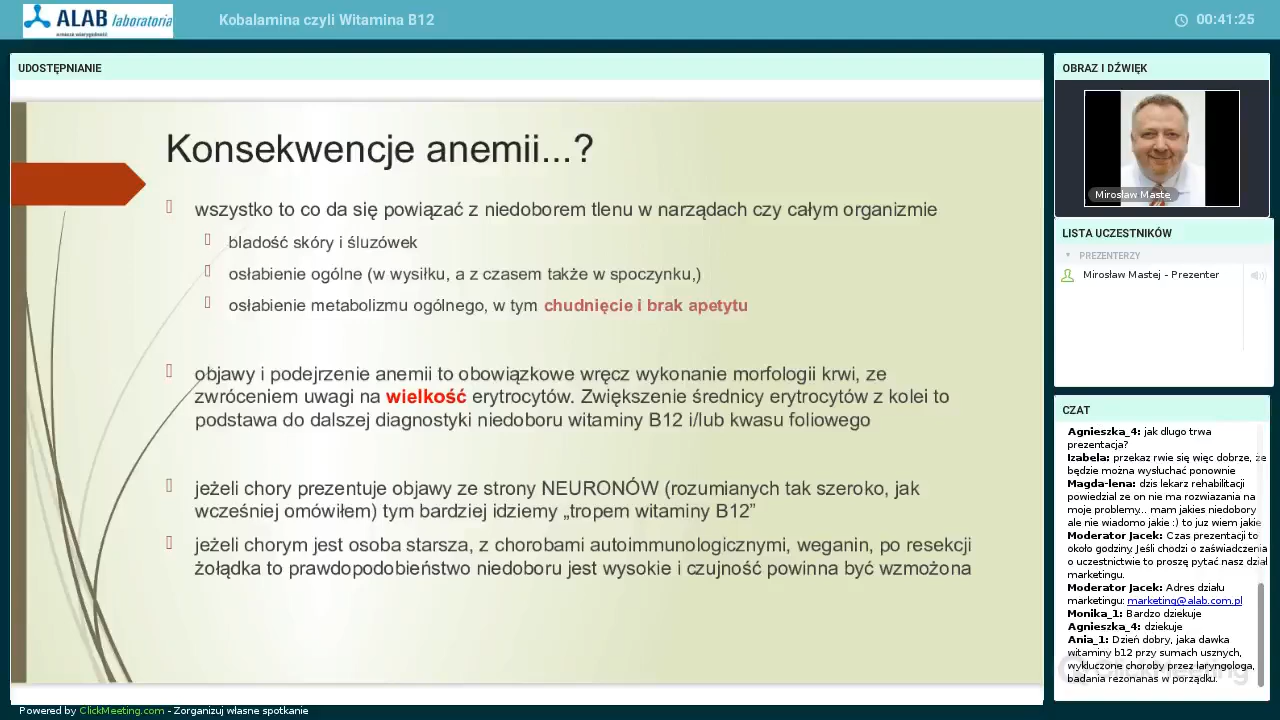 ALAB laboratoria
Kobalamina czyli Witamina B12
00:41:25
UDOSTĘPNIANIE
Konsekwencje anemii...?
wszystko to co da się powiązać z niedoborem tlenu w narządach czy całym organizmie
bladość skóry i śluzówek
osłabienie ogólne (w wysiłku, a z czasem także w spoczynku,)
osłabienie metabolizmu ogólnego, w tym chudnięcie i brak apetytu
objawy i podejrzenie anemii to obowiązkowe wręcz wykonanie morfologii krwi, ze
zwróceniem uwagi na wielkość erytrocytów. Zwiększenie średnicy erytrocytów z kolei to
podstawa do dalszej diagnostyki niedoboru witaminy B12 i/lub kwasu foliowego
jeżeli chory prezentuje objawy ze strony NEURONÓW (rozumianych tak szeroko, jak
wcześniej omówiłem) tym bardziej idziemy „tropem witaminy B12”
jeżeli chorym jest osoba starsza, z chorobami autoimmunologicznymi, weganin, po resekcji
żołądka to prawdopodobieństwo niedoboru jest wysokie i czujność powinna być wzmożona
OBRAZ I DŹWIĘK
Mirosław Maste
LISTA UCZESTNIKÓW
PREZENTERZY
Mirosław Mastej - Prezenter
CZAT
Agnieszka_4: jak dlugo trwa
prezentacja?
Izabela: przekaz rwie się więc dobrze, że
będzie można wysłuchać ponownie
Magda-lena: dzis lekarz rehabilitacji
powiedzial ze on nie ma rozwiazania na
moje problemy... mam jakies niedobory
ale nie wiadomo jakie :) to juz wiem jakie
Moderator Jacek: Czas prezentacji to
około godziny. Jeśli chodzi o zaświadczenia
o uczestnictwie to proszę pytać nasz dział
marketingu.
Moderator Jacek: Adres działu
marketingu: marketing@alab.com.pl
Monika_1: Bardzo dziekuje
Agnieszka_4: dziekuje
Ania_1: Dzień dobry, jaka dawka
witaminy b12 przy sumach usznych,
wykluczone choroby przez laryngologa,
badania rezonanas w porządku.
Powered by ClickMeeting.com - Zorganizuj własne spotkanie